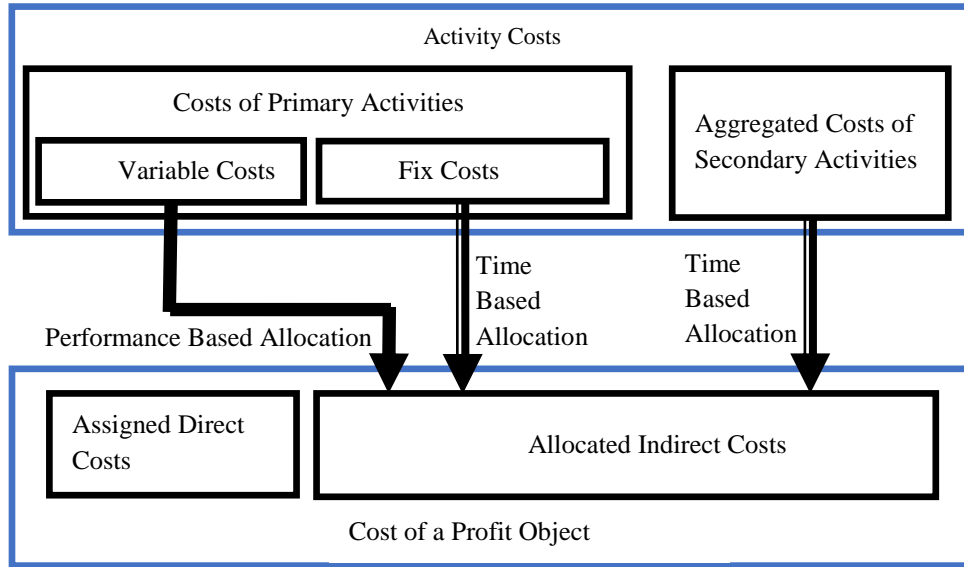 Activity Costs
Costs of Primary Activities
Variable Costs
Fix Costs
Aggregated Costs of
Secondary Activities
Performance Based Allocation
Time
Based
Allocation
Time
Based
Allocation
Assigned Direct
Costs
Allocated Indirect Costs
Cost of a Profit Object